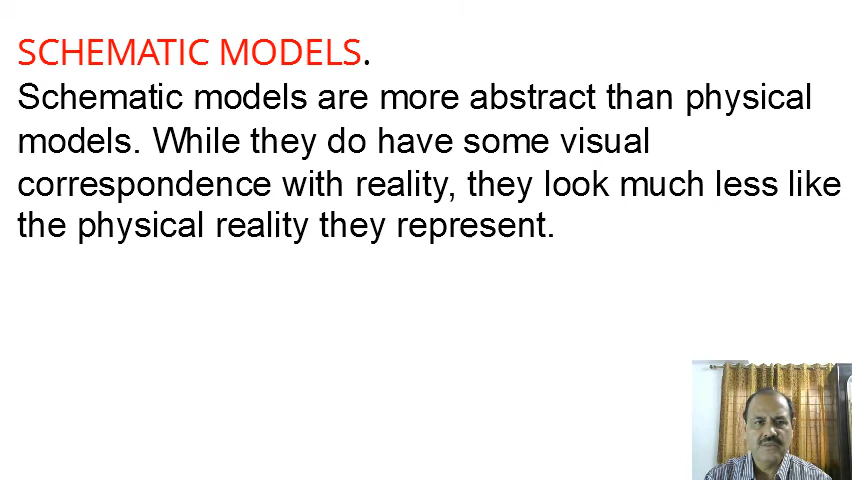 SCHEMATIC MODELS.
Schematic models are more abstract than physical
models. While they do have some visual
correspondence with reality, they look much less like
the physical reality they represent.